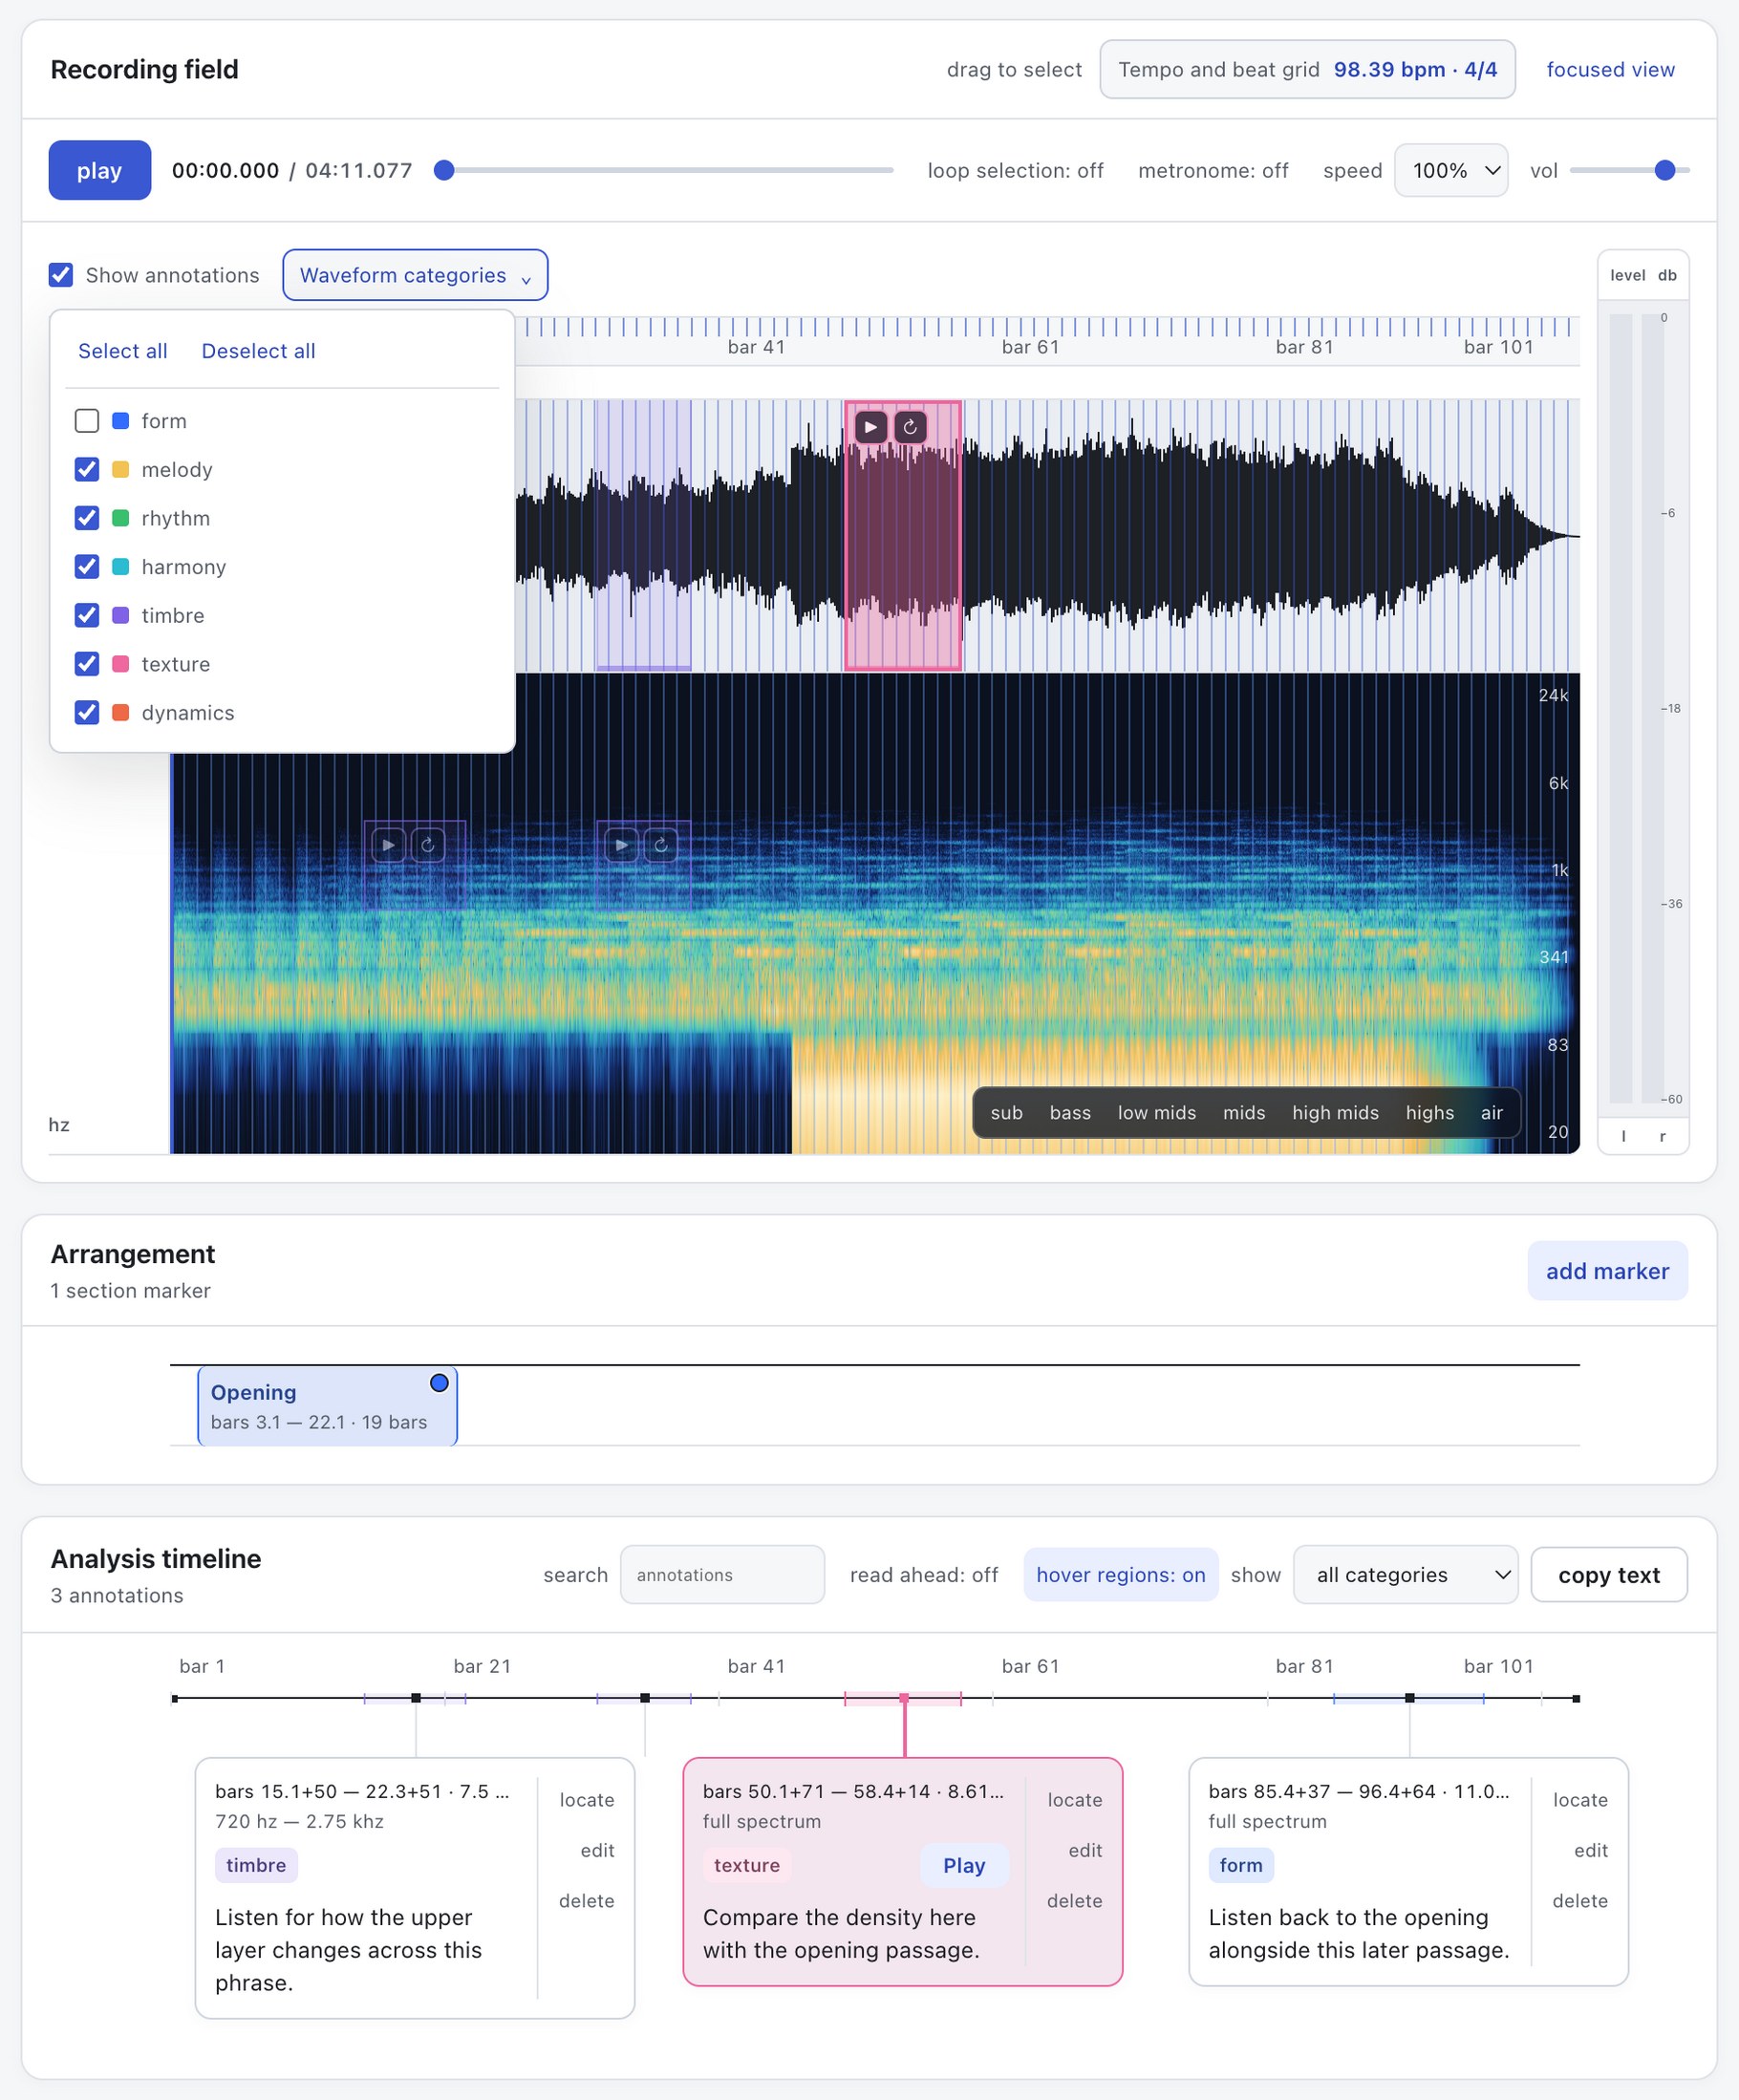 Recording field
drag to select
Tempo and beat grid 98.39 bpm · 4/4
focused view
play
00:00.000 / 04:11.077
loop selection: off
metronome: off
speed
100%
vol
Show annotations
Waveform categories
level db
Select all
Deselect all
form
melody
rhythm
harmony
timbre
texture
dynamics
bar 41
bar 61
bar 81
bar 101
24k
6k
1k
341
83
20
hz
sub bass low mids mids high mids highs air
0
−6
−18
−36
−60
l r
Arrangement
1 section marker
add marker
Opening
bars 3.1 — 22.1 · 19 bars
Analysis timeline
3 annotations
search
annotations
read ahead: off
hover regions: on
show
all categories
copy text
bar 1
bar 21
bar 41
bar 61
bar 81
bar 101
bars 15.1+50 — 22.3+51 · 7.5 ...
720 hz — 2.75 khz
timbre
Listen for how the upper
layer changes across this
phrase.
locate
edit
delete
bars 50.1+71 — 58.4+14 · 8.61...
full spectrum
texture
Play
Compare the density here
with the opening passage.
locate
edit
delete
bars 85.4+37 — 96.4+64 · 11.0...
full spectrum
form
Listen back to the opening
alongside this later passage.
locate
edit
delete